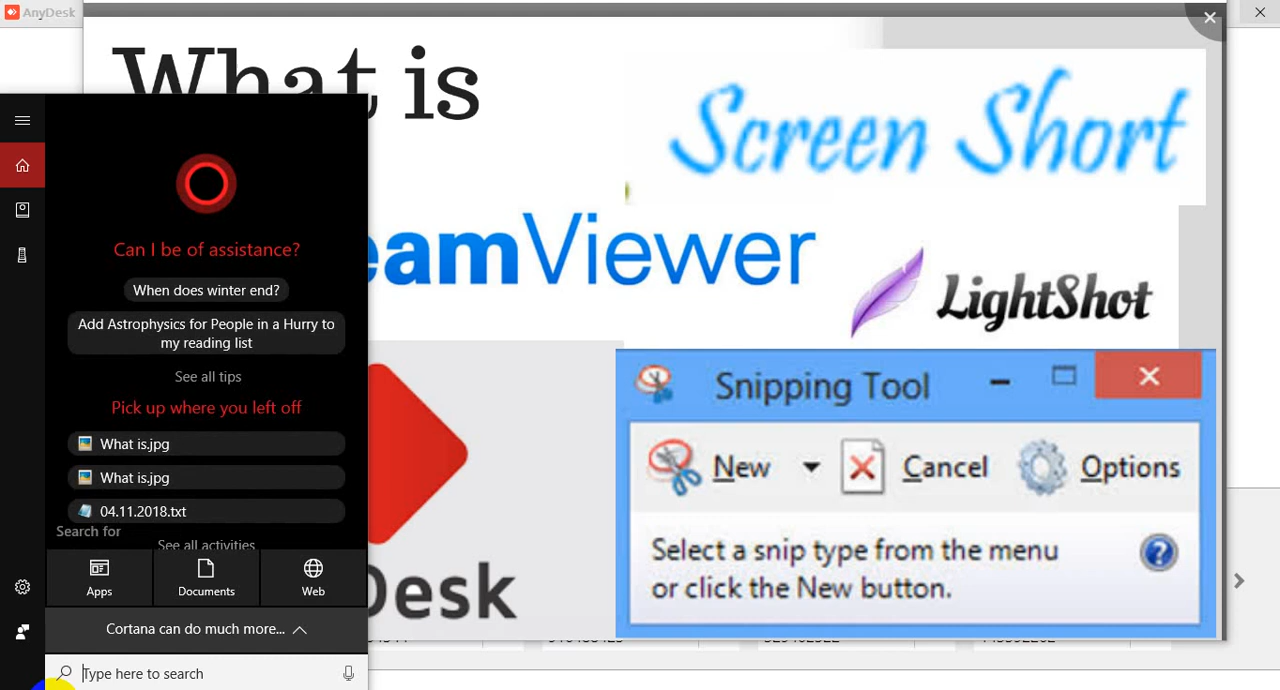 AnyDesk
What is
Screen Short
eamViewer
LightShot
Can I be of assistance?
When does winter end?
Add Astrophysics for People in a Hurry to
my reading list
See all tips
Pick up where you left off
What is.jpg
What is.jpg
04.11.2018.txt
Search for
See all activities
Apps
Documents
Web
Cortana can do much more...
Type here to search
Desk
Snipping Tool
New
Cancel
Options
Select a snip type from the menu
or click the New button.